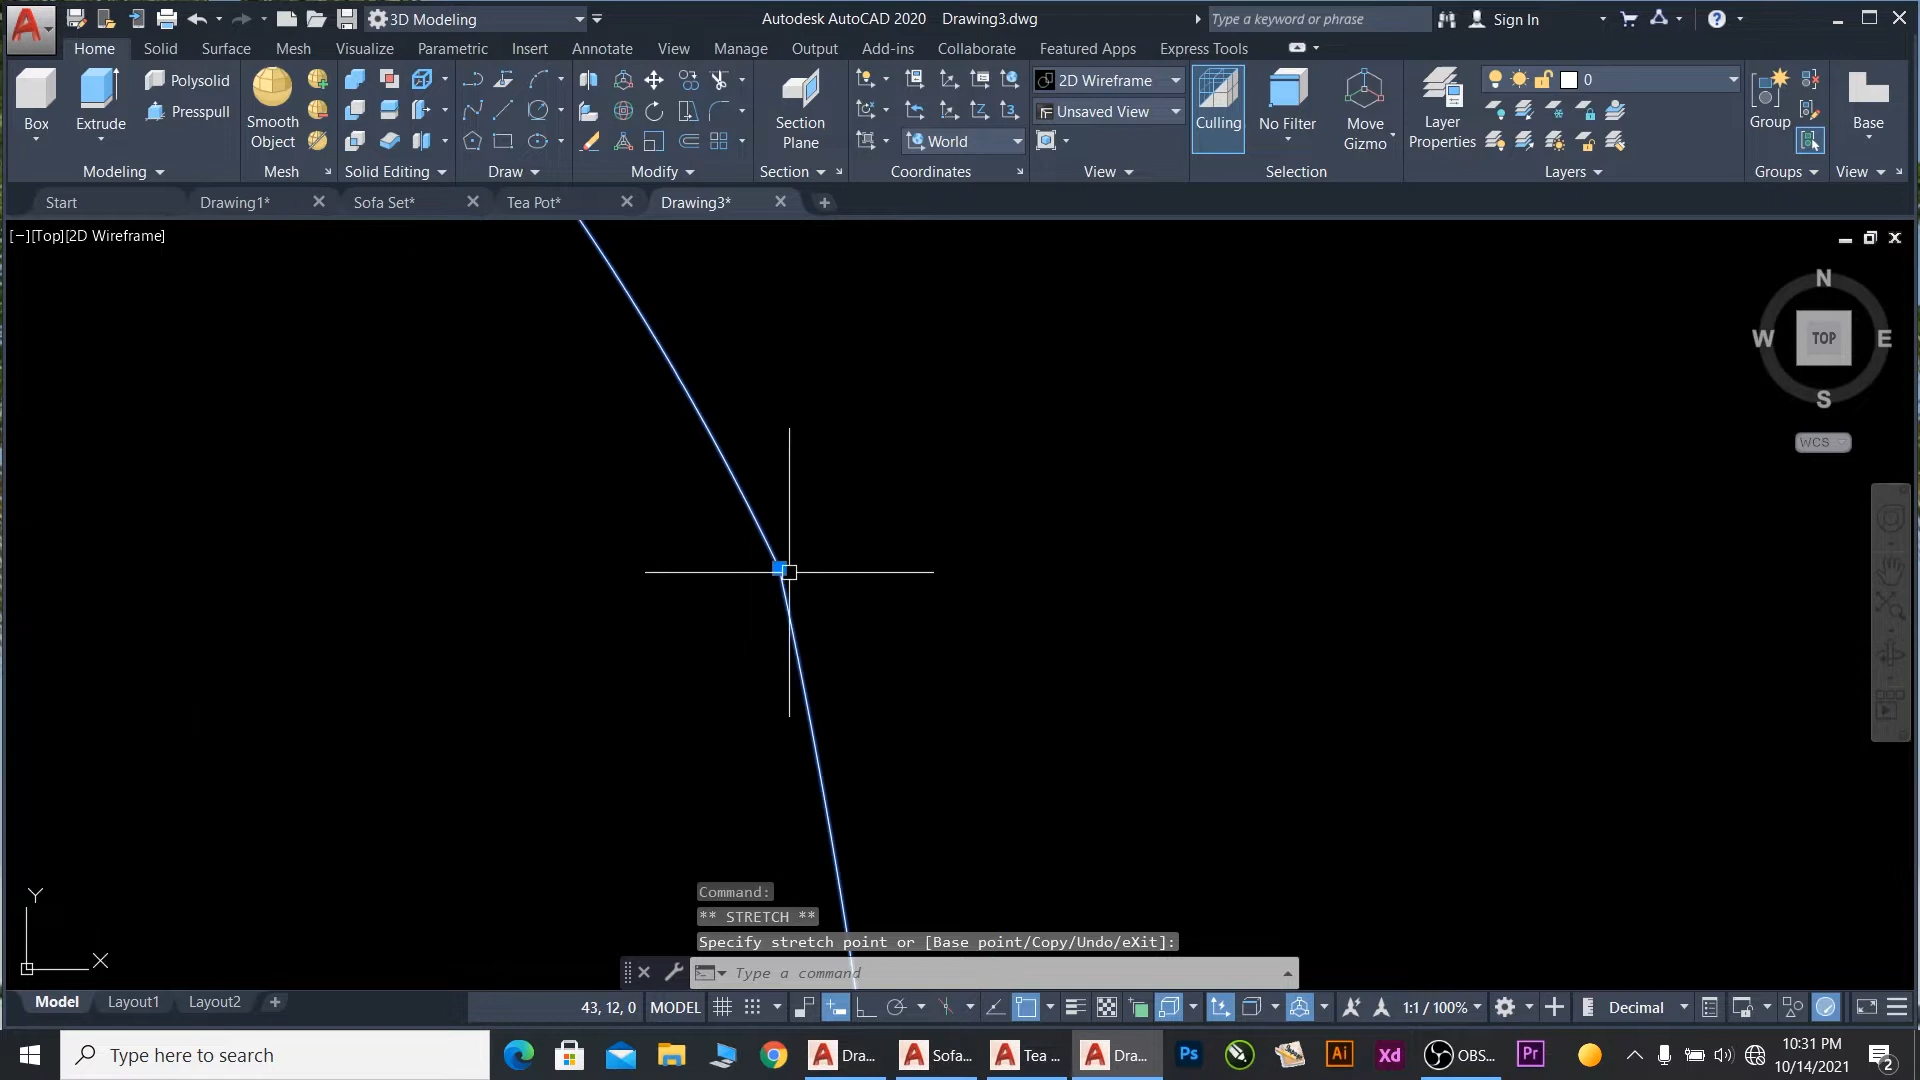 3D Modeling
Autodesk AutoCAD 2020 Drawing3.dwg
Type a keyword or phrase
Sign In
Home Solid Surface Mesh Visualize Parametric Insert Annotate View Manage Output Add-ins Collaborate Featured Apps Express Tools
Box
Extrude
Polysolid
Presspull
Modeling
Smooth
Object
Mesh
Solid Editing
Draw
Modify
Section
Plane
Section
World
Coordinates
2D Wireframe
Unsaved View
View
Culling
No Filter
Move
Gizmo
Selection
Layer
Properties
0
Layers
Group
Groups
Base
View
Start Drawing1* Sofa Set* Tea Pot* Drawing3*
[−][Top][2D Wireframe]
N
W TOP E
S
WCS
Y
X
Command:
** STRETCH **
Specify stretch point or [Base point/Copy/Undo/eXit]:
Type a command
Model Layout1 Layout2
43, 12, 0 MODEL 1:1 / 100% Decimal
Type here to search
Dra... Sofa... Tea ... Dra... Ps Ai Xd OBS... Pr
10:31 PM
10/14/2021
2